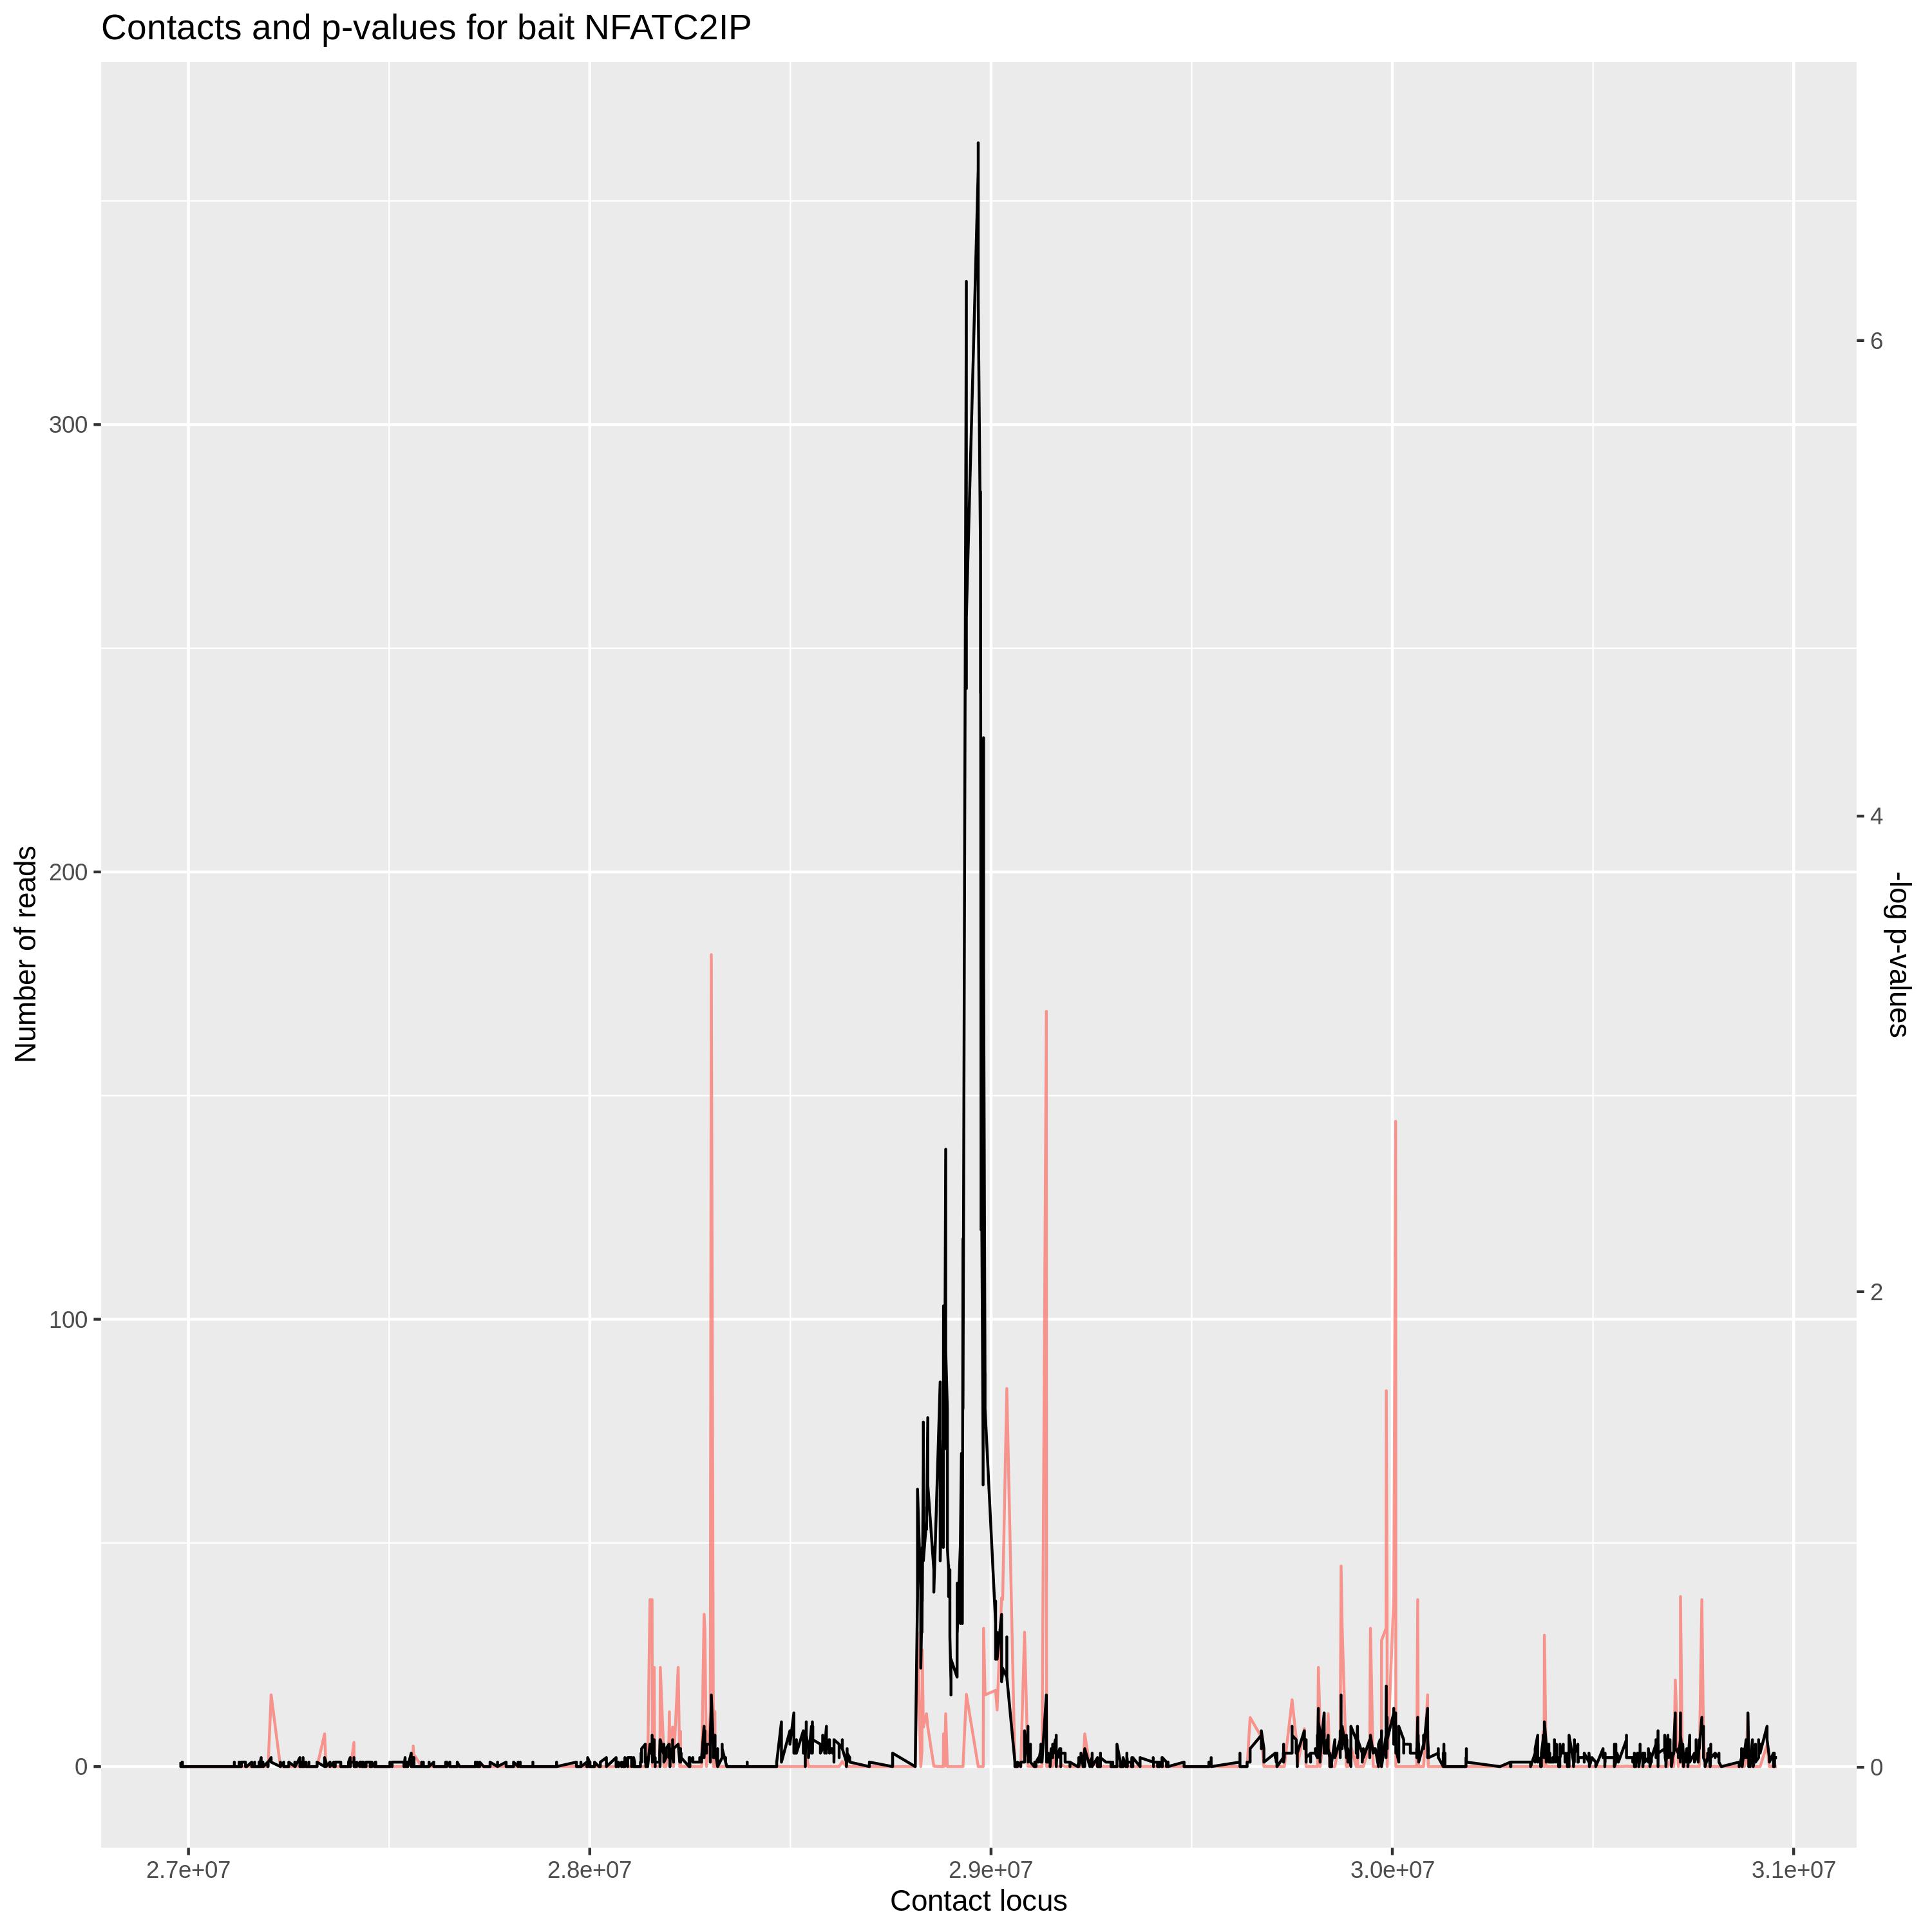 Contacts and p-values for bait NFATC2IP
Number of reads
300
200
100
0
6
4
2
0
-log p-values
2.7e+07
2.8e+07
2.9e+07
3.0e+07
3.1e+07
Contact locus